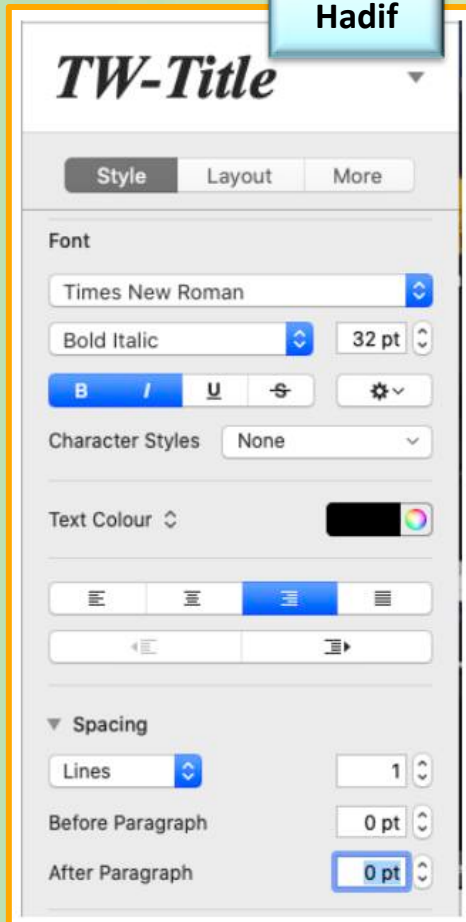 Hadif
TW-Title
Style Layout More
Font
Times New Roman
Bold Italic 32 pt
B I U S
Character Styles None
Text Colour
Spacing
Lines 1
Before Paragraph 0 pt
After Paragraph 0 pt